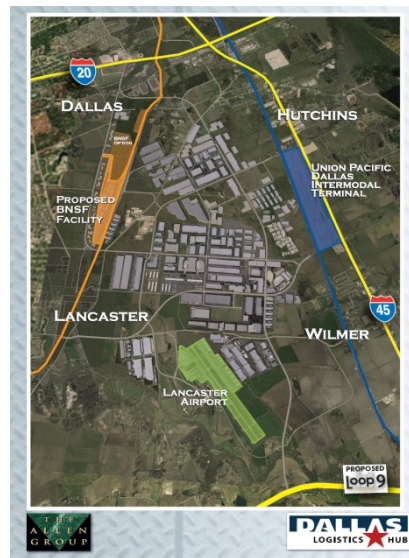 20
DALLAS
HUTCHINS
BNSF
OPTION
UNION PACIFIC
DALLAS
INTERMODAL
TERMINAL
PROPOSED
BNSF
FACILITY
45
LANCASTER
WILMER
LANCASTER
AIRPORT
PROPOSED
Loop 9
THE
ALLEN
GROUP
DALLAS
LOGISTICS HUB